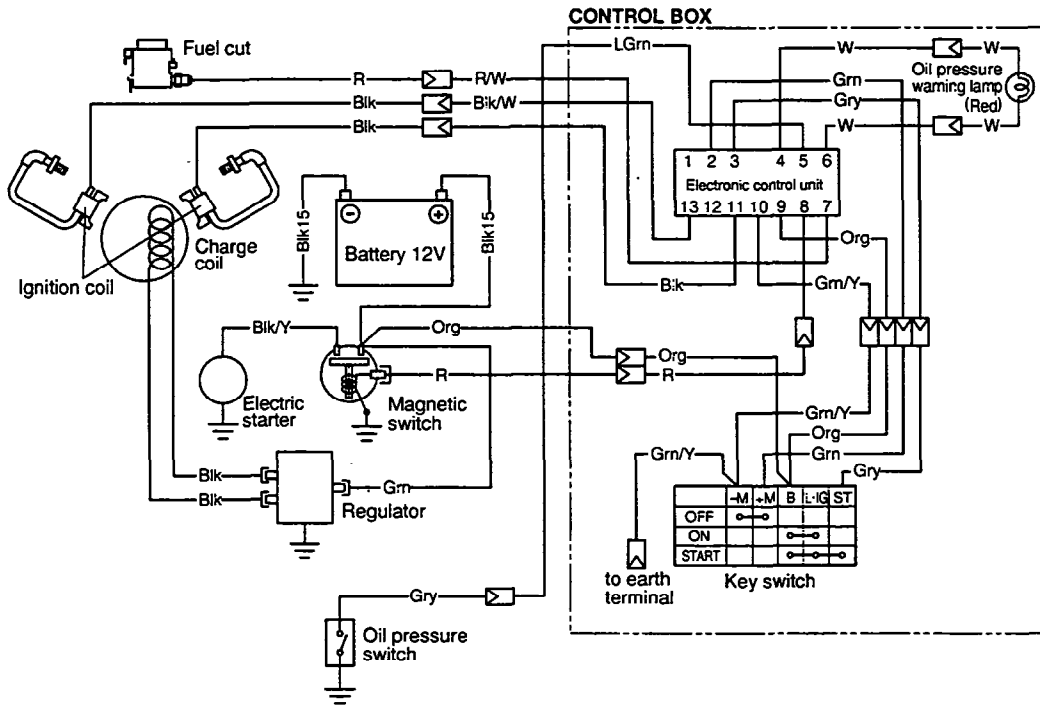 CONTROL BOX
Fuel cut
LGrn
W W
R R/W
Grn
Oil pressure
warning lamp
(Red)
Blk Blk/W
Gry
Blk
W W
1 2 3 4 5 6
Electronic control unit
13 12 11 10 9 8 7
Blk15
Blk15
Battery 12V
Charge
coil
Ignition coil
Org
Blk
Grn/Y
Blk/Y
Org
Org
R
R
Electric
starter
Magnetic
switch
Grn/Y
Org
Grn/Y
Grn
Gry
Blk
Blk
Grn
Regulator
-M +M B L·IG ST
OFF
ON
START
to earth
terminal
Key switch
Gry
Oil pressure
switch